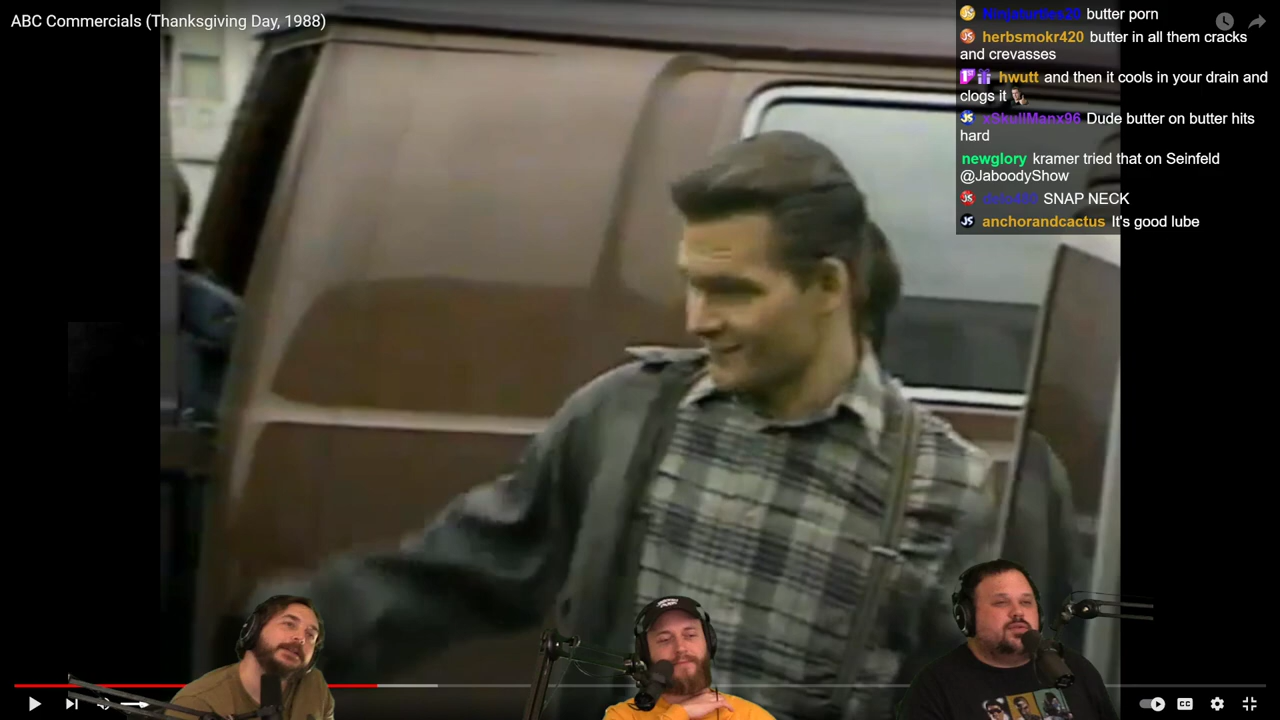 ABC Commercials (Thanksgiving Day, 1988)
Ninjaturtles20 butter porn
herbsmokr420 butter in all them cracks
and crevasses
hwutt and then it cools in your drain and
clogs it
xSkullManx96 Dude butter on butter hits
hard
newglory kramer tried that on Seinfeld
@JaboodyShow
SNAP NECK
anchorandcactus It's good lube